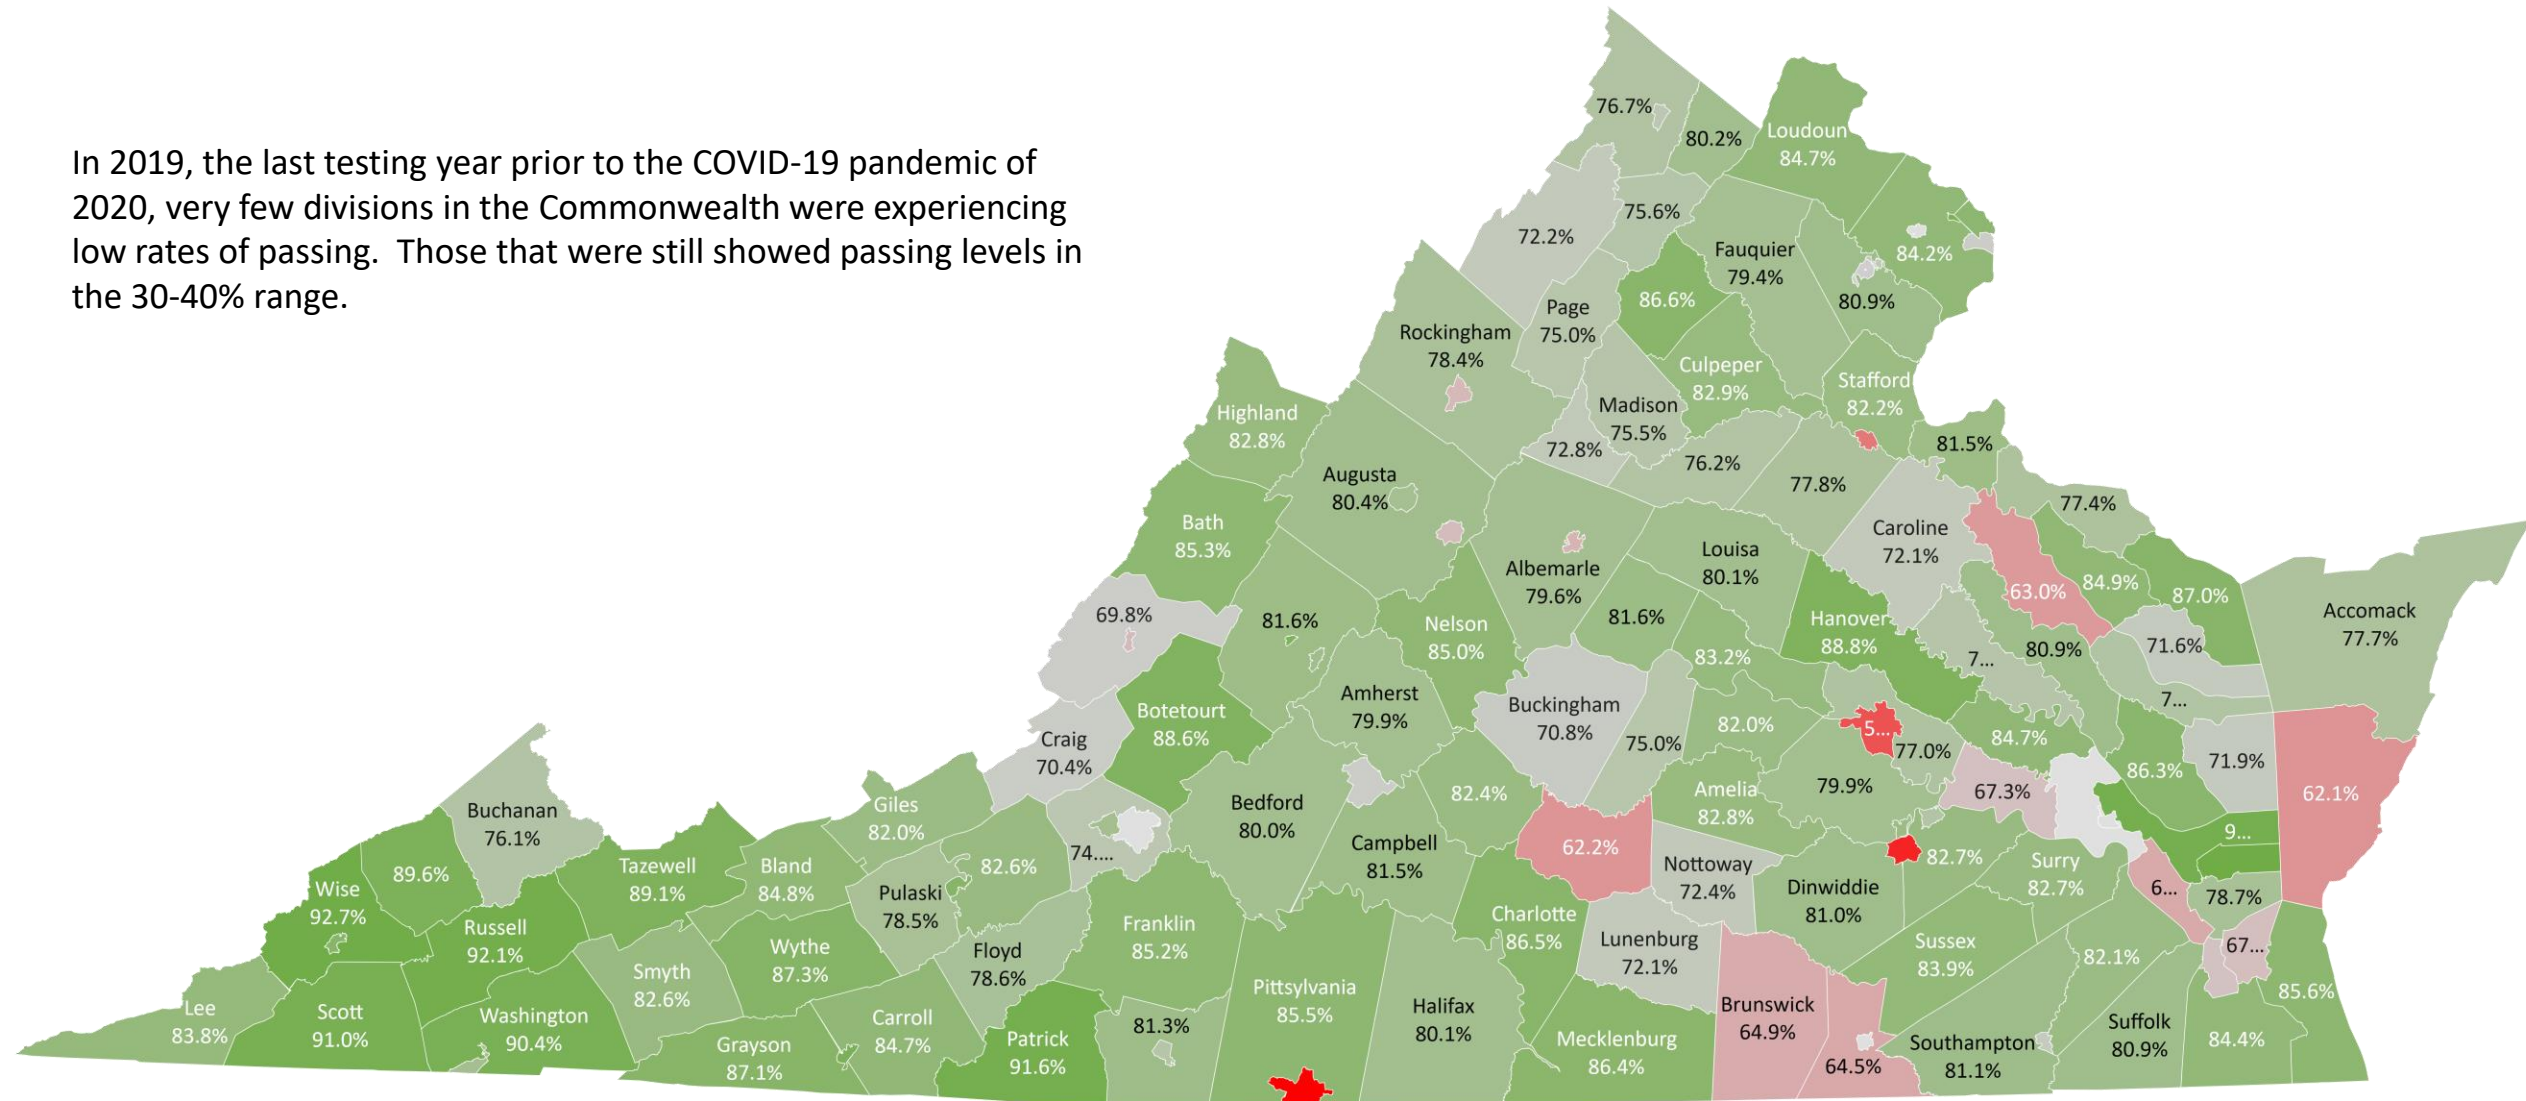 In 2019, the last testing year prior to the COVID-19 pandemic of
2020, very few divisions in the Commonwealth were experiencing
low rates of passing.  Those that were still showed passing levels in
the 30-40% range.
76.7%
80.2%
Loudoun
84.7%
75.6%
72.2%
Fauquier
79.4%
84.2%
86.6%
80.9%
Page
75.0%
Rockingham
78.4%
Culpeper
82.9%
Stafford
82.2%
Highland
82.8%
Madison
75.5%
72.8%
76.2%
81.5%
Augusta
80.4%
77.8%
77.4%
Bath
85.3%
Caroline
72.1%
Louisa
80.1%
Albemarle
79.6%
63.0%
84.9%
87.0%
Accomack
77.7%
69.8%
81.6%
Nelson
85.0%
81.6%
Hanover
88.8%
7...
80.9%
71.6%
83.2%
7...
Amherst
79.9%
Buckingham
70.8%
Botetourt
88.6%
75.0%
82.0%
5...
77.0%
84.7%
Craig
70.4%
71.9%
86.3%
Buchanan
76.1%
Giles
82.0%
Bedford
80.0%
82.4%
Amelia
82.8%
79.9%
67.3%
62.1%
9...
89.6%
Tazewell
89.1%
Bland
84.8%
82.6%
74....
Campbell
81.5%
62.2%
Nottoway
72.4%
82.7%
Surry
82.7%
6...
Wise
92.7%
Pulaski
78.5%
Dinwiddie
81.0%
78.7%
Russell
92.1%
Wythe
87.3%
Floyd
78.6%
Franklin
85.2%
Charlotte
86.5%
Lunenburg
72.1%
Sussex
83.9%
82.1%
67...
Smyth
82.6%
Pittsylvania
85.5%
Halifax
80.1%
Brunswick
64.9%
85.6%
Lee
83.8%
Scott
91.0%
Washington
90.4%
Grayson
87.1%
Carroll
84.7%
Patrick
91.6%
81.3%
Mecklenburg
86.4%
64.5%
Southampton
81.1%
Suffolk
80.9%
84.4%